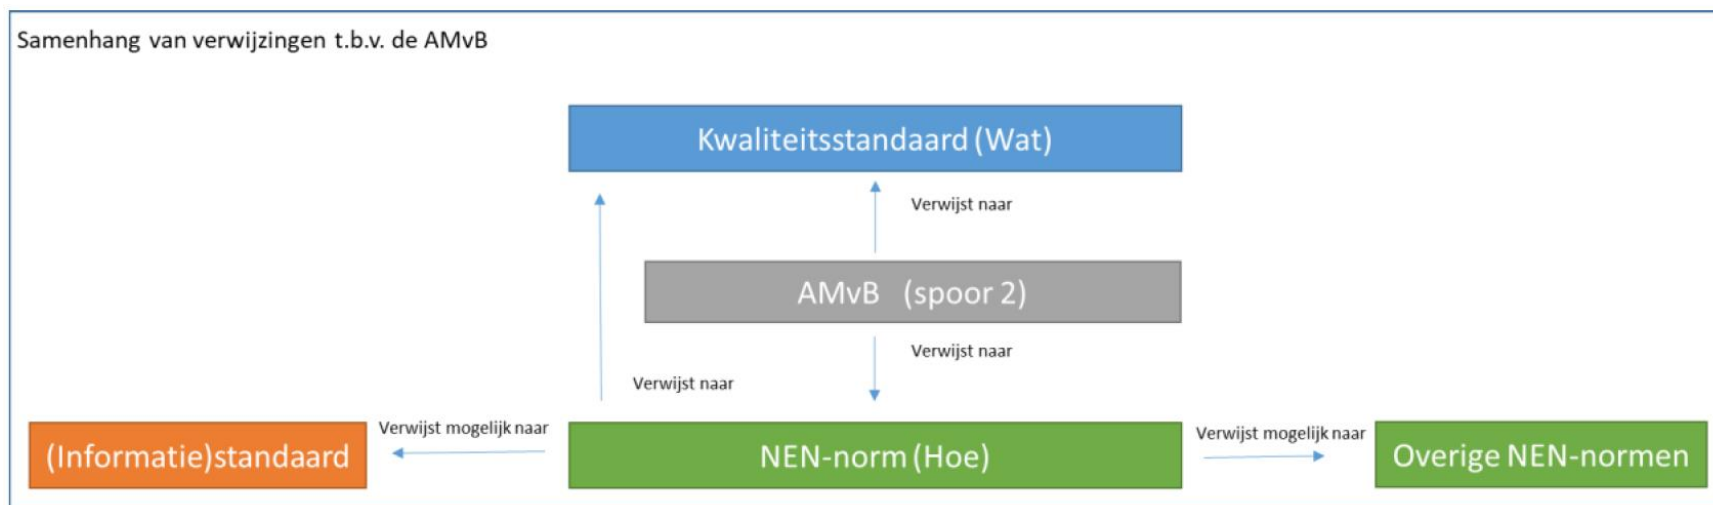 Samenhang van verwijzingen t.b.v. de AMvB
Kwaliteitsstandaard (Wat)
Verwijst naar
AMvB (spoor 2)
Verwijst naar
Verwijst naar
Verwijst mogelijk naar
Verwijst mogelijk naar
(Informatie)standaard
NEN-norm (Hoe)
Overige NEN-normen